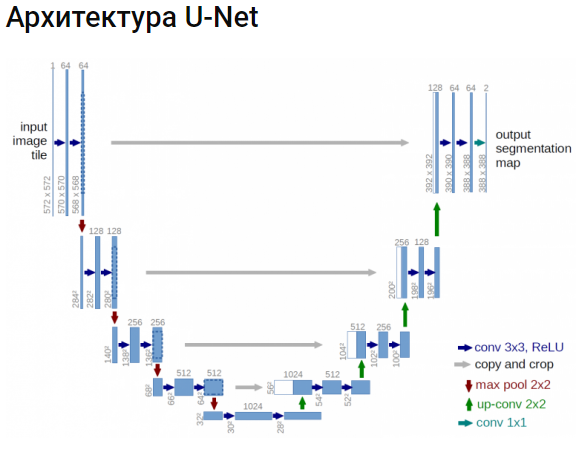 Архитектура U-Net
1 64 64
128 64 64 2
input
image
tile
output
segmentation
map
572 x 572
570 x 570
568 x 568
392 x 392
390 x 390
388 x 388
388 x 388
128 128
256 128
284²
282²
280²
200²
198²
196²
256 256
512 256
140²
138²
136²
104²
102²
100²
512 512
1024 512
68²
66²
64²
56²
54²
52²
1024
32²
30²
28²
conv 3x3, ReLU
copy and crop
max pool 2x2
up-conv 2x2
conv 1x1